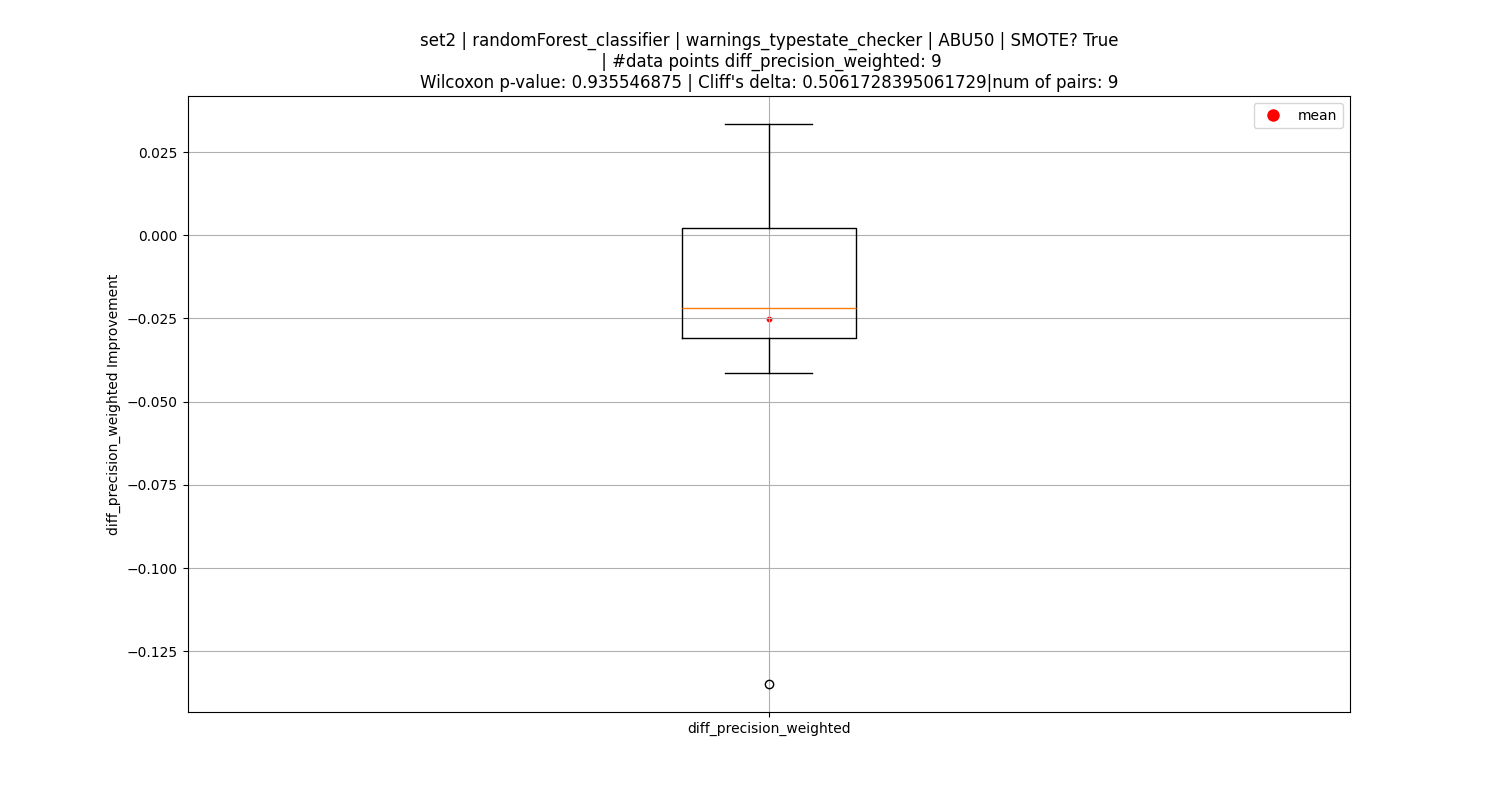 set2 | randomForest_classifier | warnings_typestate_checker | ABU50 | SMOTE? True
| #data points diff_precision_weighted: 9
Wilcoxon p-value: 0.935546875 | Cliff's delta: 0.5061728395061729|num of pairs: 9
mean
0.025
0.000
−0.025
−0.050
−0.075
−0.100
−0.125
diff_precision_weighted Improvement
diff_precision_weighted